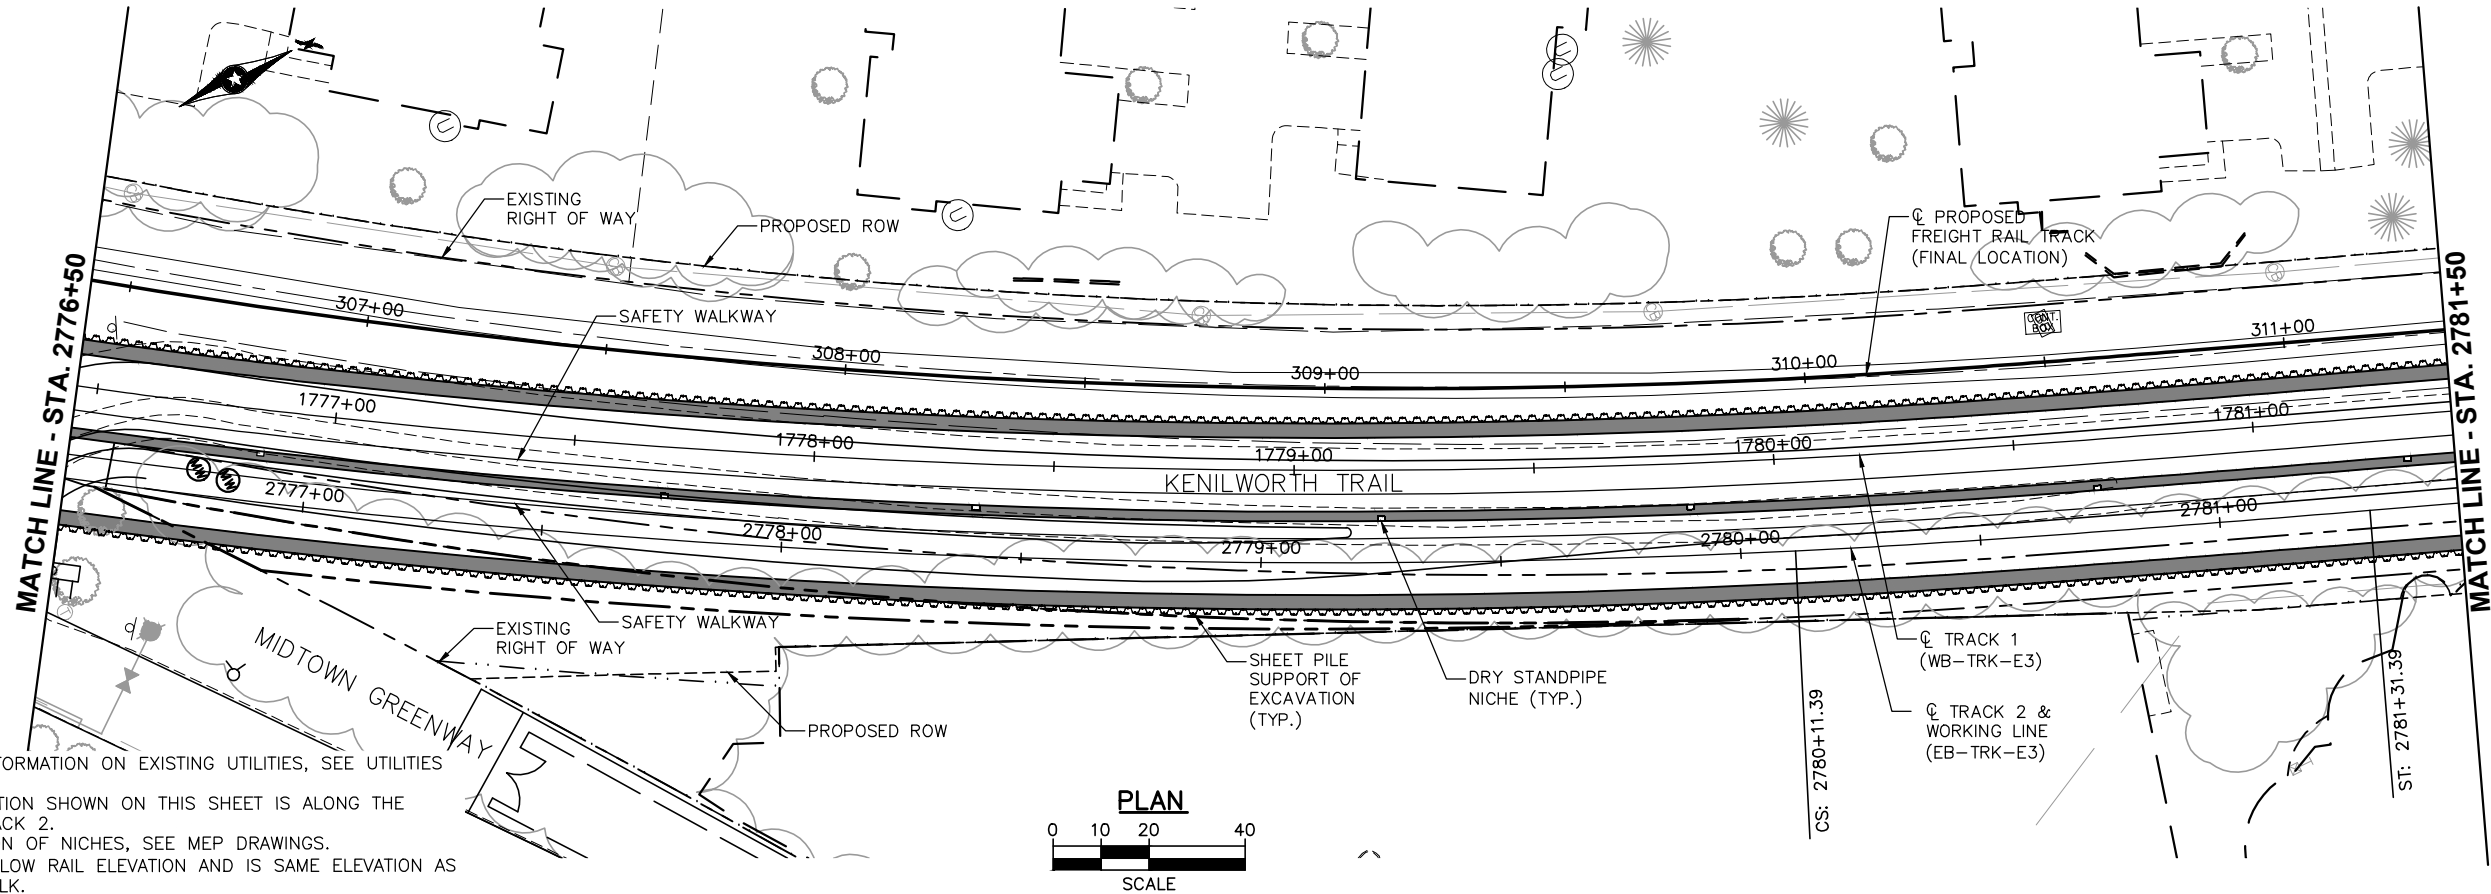 EXISTING
RIGHT OF WAY
PROPOSED ROW
℄ PROPOSED
FREIGHT RAIL TRACK
(FINAL LOCATION)
MATCH LINE - STA. 2776+50
MATCH LINE - STA. 2781+50
307+00
308+00
309+00
310+00
311+00
SAFETY WALKWAY
CONT.
BOX
1777+00
1778+00
1779+00
1780+00
1781+00
KENILWORTH TRAIL
2777+00
2778+00
2779+00
2780+00
2781+00
SAFETY WALKWAY
EXISTING
RIGHT OF WAY
MIDTOWN GREENWAY
PROPOSED ROW
SHEET PILE
SUPPORT OF
EXCAVATION
(TYP.)
DRY STANDPIPE
NICHE (TYP.)
℄ TRACK 1
(WB-TRK-E3)
℄ TRACK 2 &
WORKING LINE
(EB-TRK-E3)
CS: 2780+11.39
ST: 2781+31.39
FORMATION ON EXISTING UTILITIES, SEE UTILITIES
TION SHOWN ON THIS SHEET IS ALONG THE
ACK 2.
N OF NICHES, SEE MEP DRAWINGS.
LOW RAIL ELEVATION AND IS SAME ELEVATION AS
LK.
PLAN
0 10 20 40
SCALE